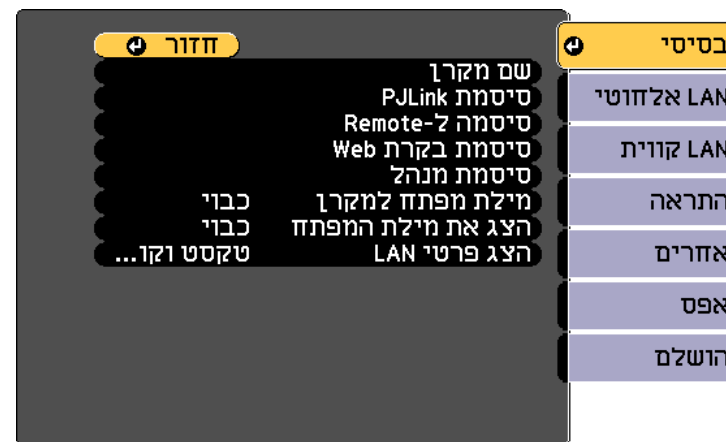 חזור
שם מקרן
סיסמת PJLink
סיסמה ל-Remote
סיסמת בקרת Web
סיסמת מנהל
מילת מפתח למקרן כבוי
הצג את מילת המפתח כבוי
הצג פרטי LAN טקסט וקו...
בסיסי
LAN אלחוטי
LAN קווית
התראה
אחרים
אפס
הושלם